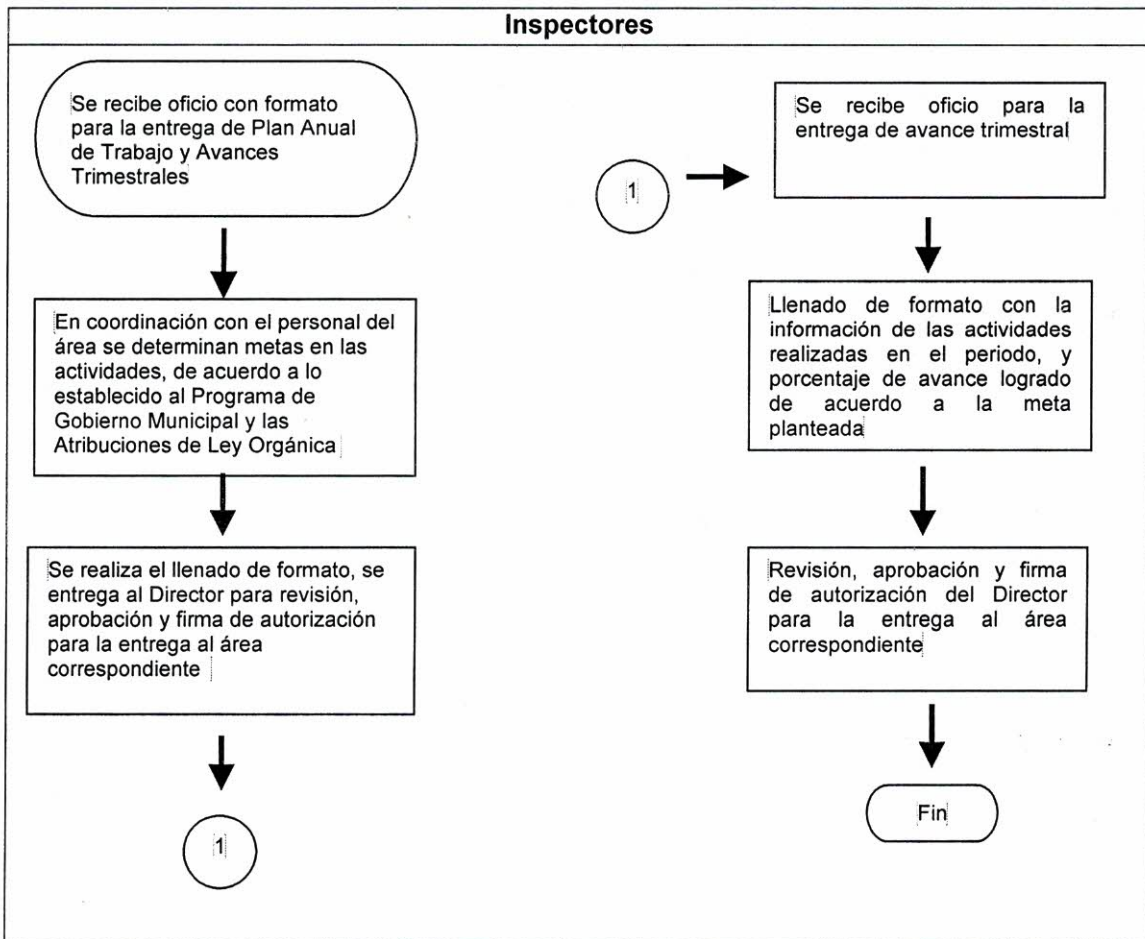 Inspectores
Se recibe oficio con formato
para la entrega de Plan Anual
de Trabajo y Avances
Trimestrales
En coordinación con el personal del
área se determinan metas en las
actividades, de acuerdo a lo
establecido al Programa de
Gobierno Municipal y las
Atribuciones de Ley Orgánica
Se realiza el llenado de formato, se
entrega al Director para revisión,
aprobación y firma de autorización
para la entrega al área
correspondiente
1
1
Se recibe oficio para la
entrega de avance trimestral
Llenado de formato con la
información de las actividades
realizadas en el periodo, y
porcentaje de avance logrado
de acuerdo a la meta
planteada
Revisión, aprobación y firma
de autorización del Director
para la entrega al área
correspondiente
Fin